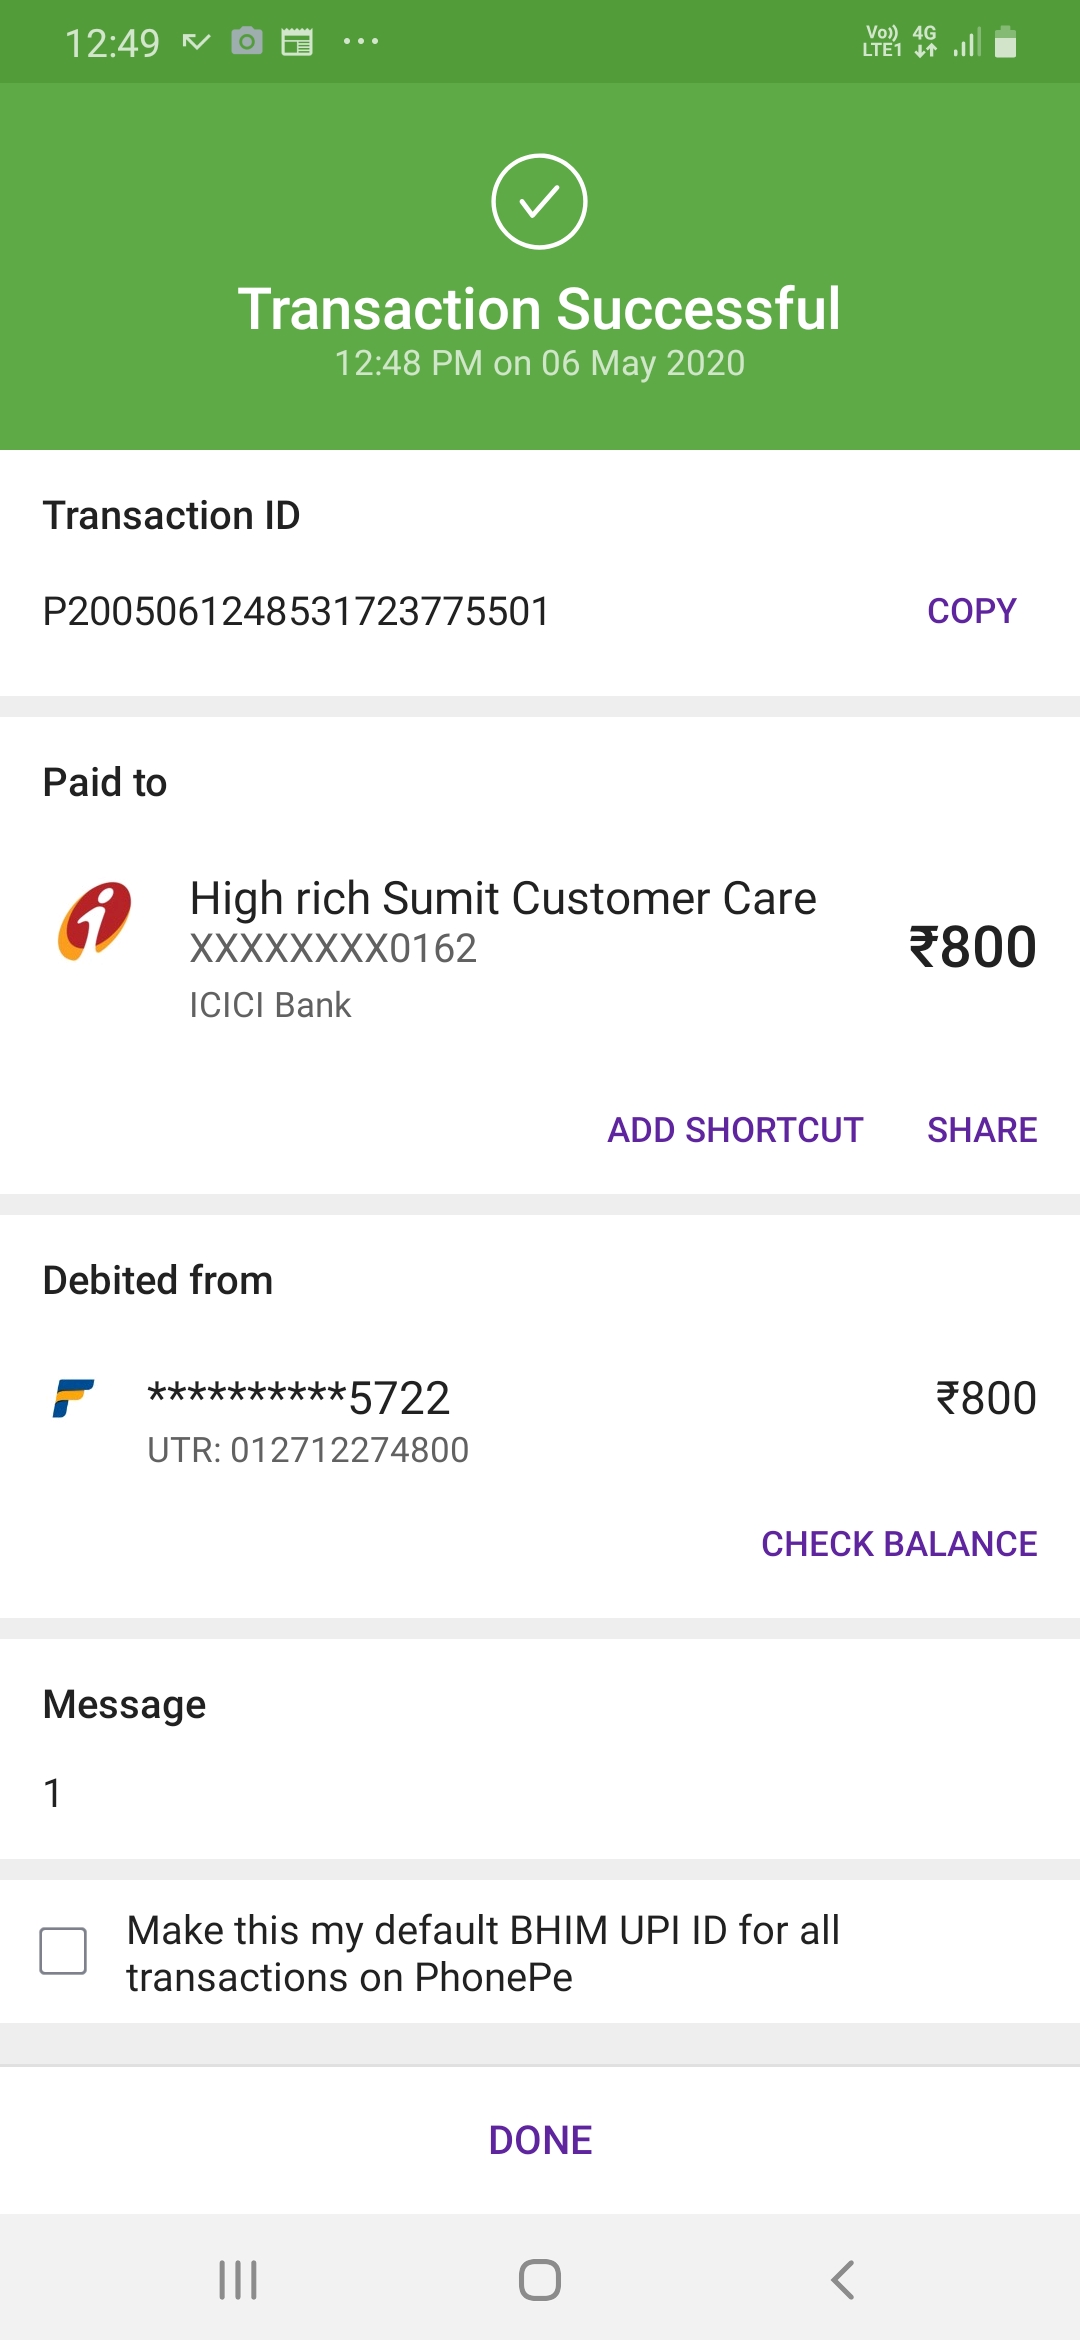 12:49
Vo)) 4G
LTE1
Transaction Successful
12:48 PM on 06 May 2020
Transaction ID
P2005061248531723775501
COPY
Paid to
High rich Sumit Customer Care
XXXXXXXX0162
₹800
ICICI Bank
ADD SHORTCUT SHARE
Debited from
**********5722
₹800
UTR: 012712274800
CHECK BALANCE
Message
1
Make this my default BHIM UPI ID for all
transactions on PhonePe
DONE